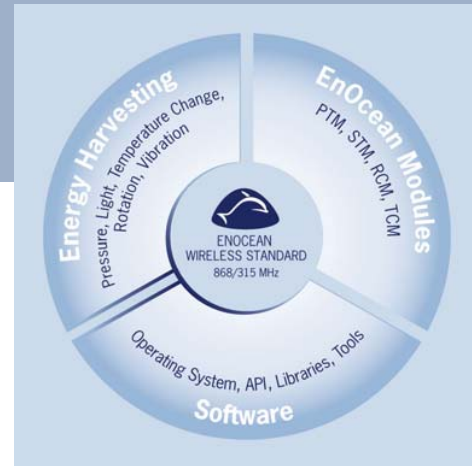 Energy Harvesting
Pressure, Light, Temperature Change,
Rotation, Vibration
EnOcean Modules
PTM, STM, RCM, TCM
ENOCEAN
WIRELESS STANDARD
868/315 MHz
Operating System, API, Libraries, Tools
Software